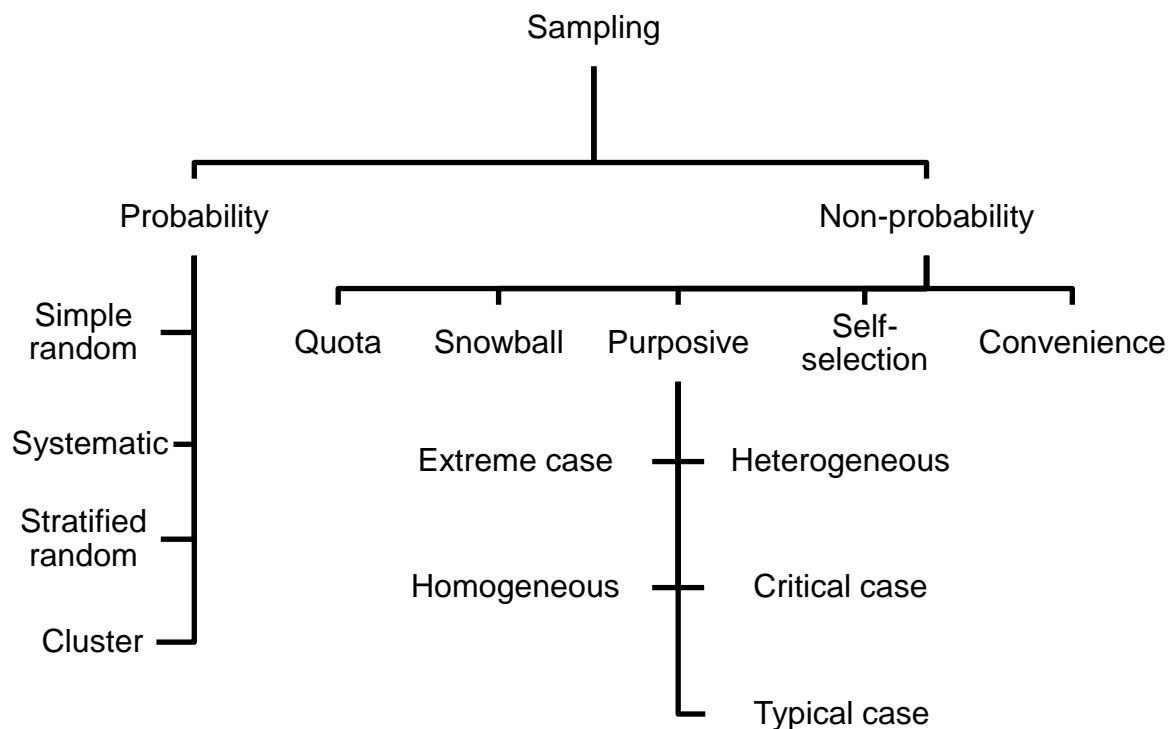 Sampling
Probability
Non-probability
Simple
random
Systematic
Stratified
random
Cluster
Quota
Snowball
Purposive
Self-
selection
Convenience
Extreme case
Heterogeneous
Homogeneous
Critical case
Typical case